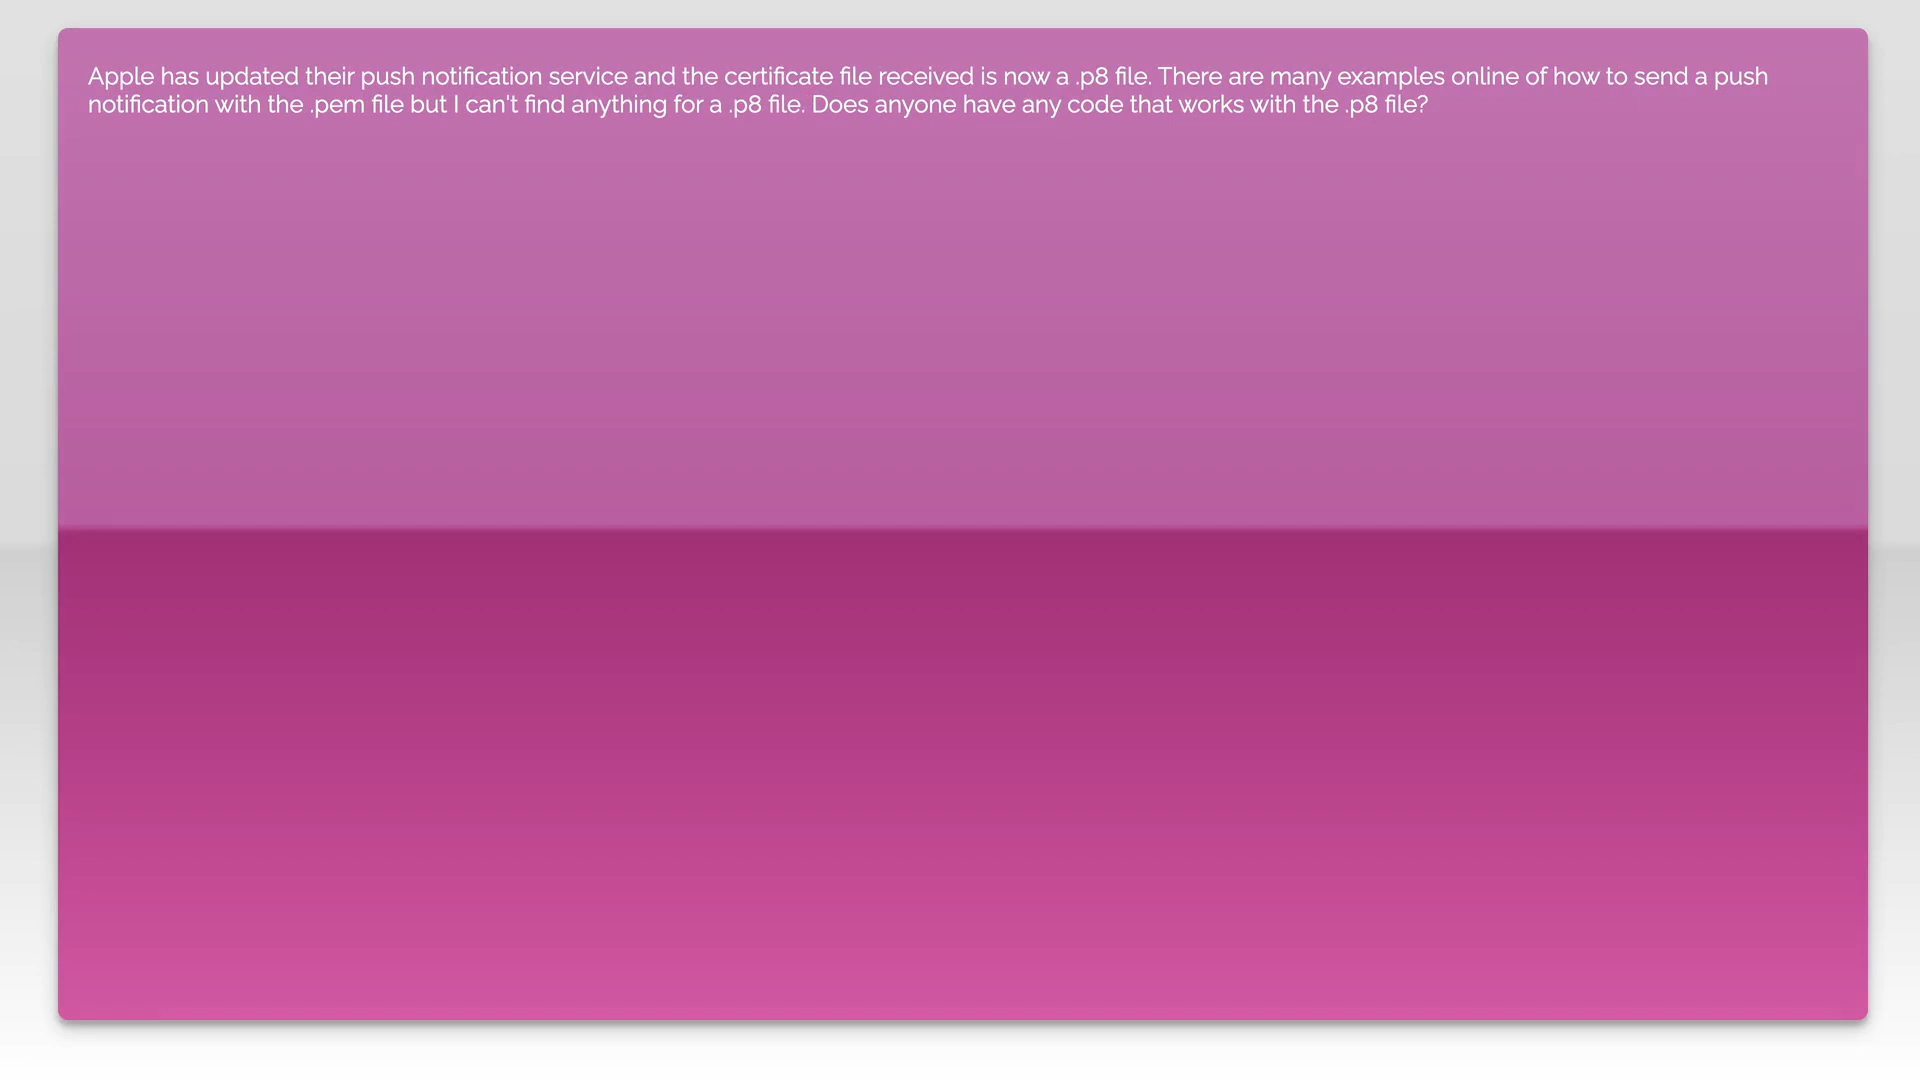 Apple has updated their push notification service and the certificate file received is now a .p8 file. There are many examples online of how to send a push
notification with the .pem file but I can't find anything for a .p8 file. Does anyone have any code that works with the .p8 file?